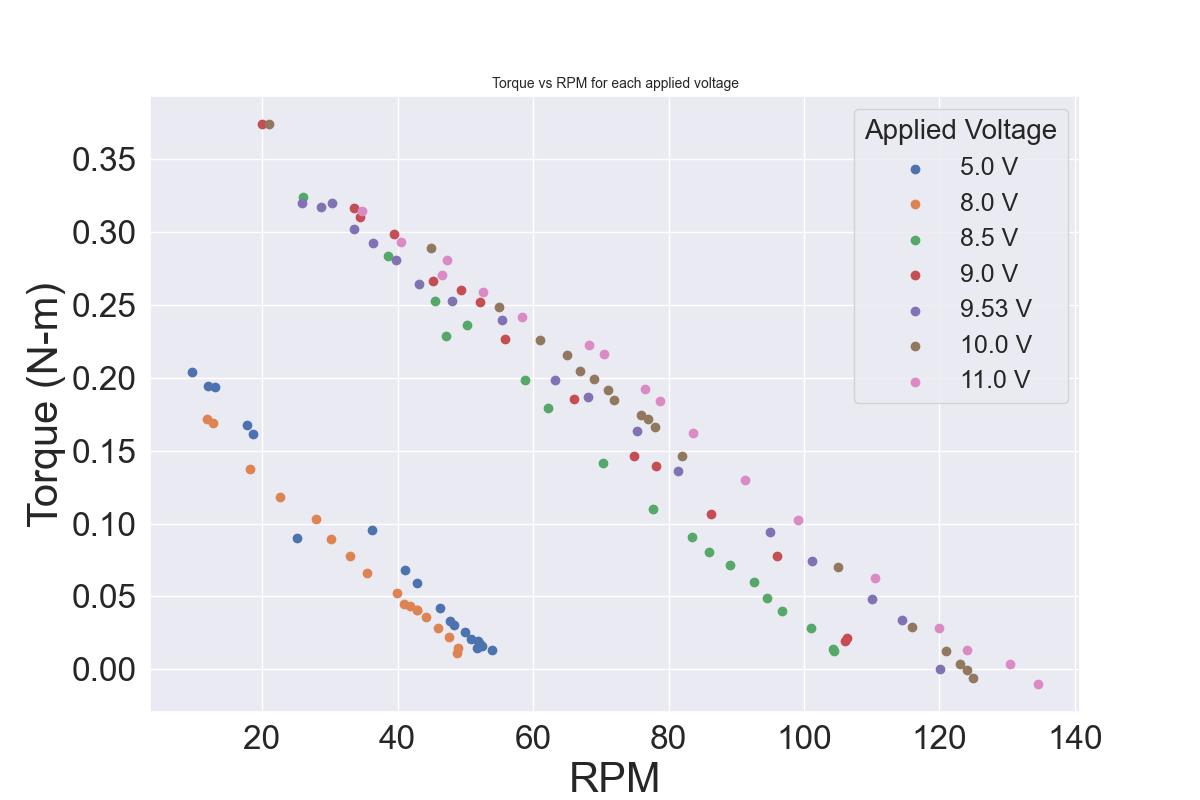 Torque vs RPM for each applied voltage
Torque (N-m)
0.35
0.30
0.25
0.20
0.15
0.10
0.05
0.00
20 40 60 80 100 120 140
RPM
Applied Voltage
5.0 V
8.0 V
8.5 V
9.0 V
9.53 V
10.0 V
11.0 V